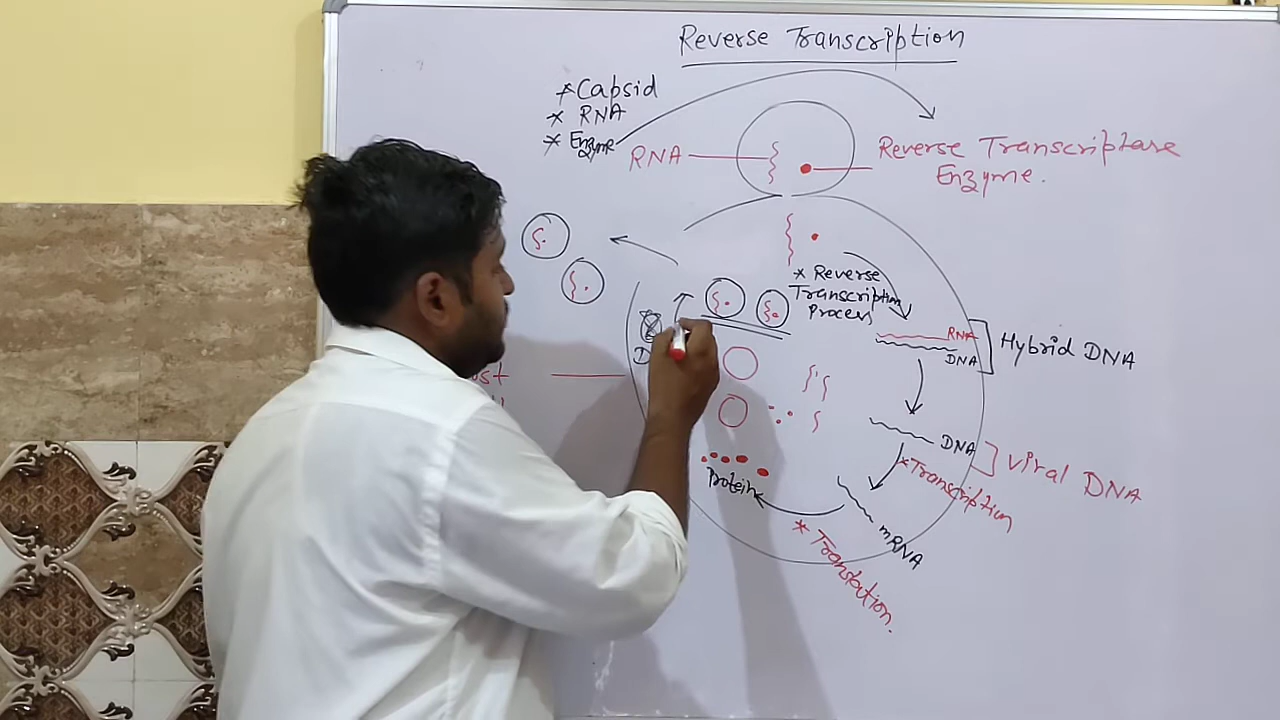 Reverse Transcription
* Capsid
* RNA
* Enzyme
RNA
Reverse Transcriptare
Enzyme.
* Reverse
Transcription
Process
RNA
DNA
Hybrid DNA
DNA
Viral DNA
* Transcription
mRNA
* Translation.
Protein